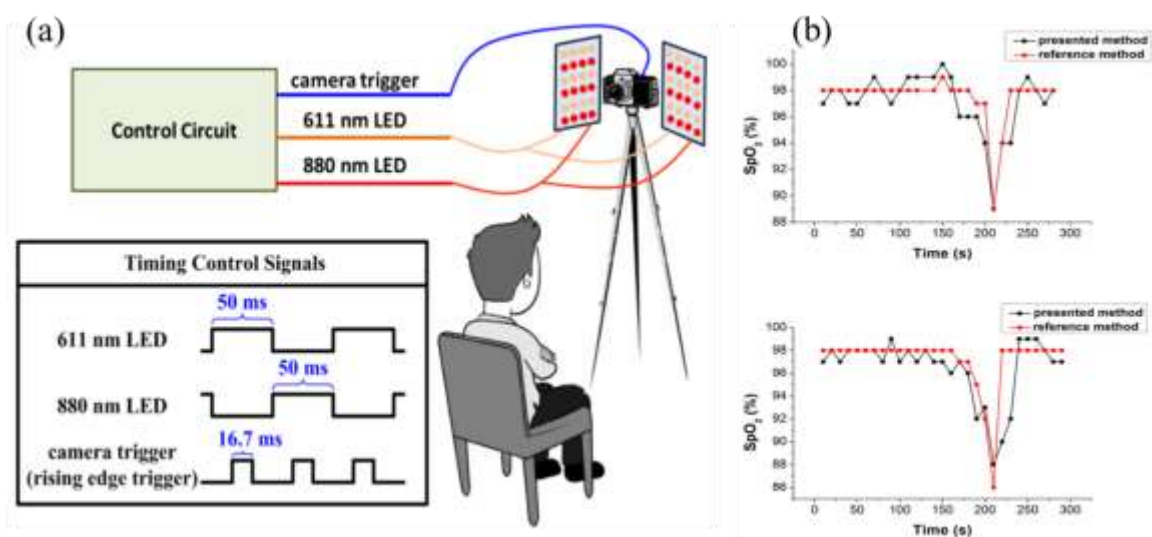 (a)
Control Circuit
camera trigger
611 nm LED
880 nm LED
Timing Control Signals
50 ms
611 nm LED
50 ms
880 nm LED
16.7 ms
camera trigger
(rising edge trigger)
(b)
presented method
reference method
100
98
96
94
92
90
88
SpO2 (%)
0 50 100 150 200 250 300
Time (s)
presented method
reference method
100
98
96
94
92
90
88
86
SpO2 (%)
0 50 100 150 200 250 300
Time (s)